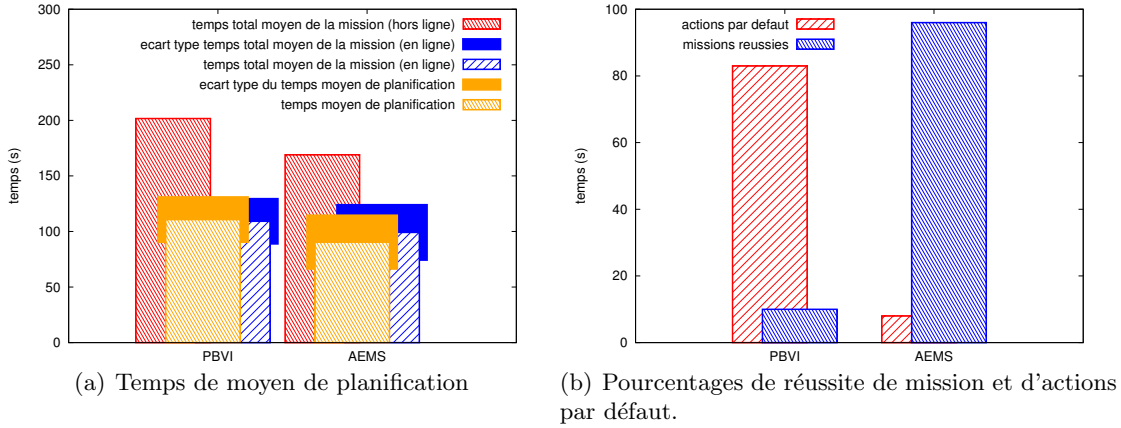 temps total moyen de la mission (hors ligne)
ecart type temps total moyen de la mission (en ligne)
temps total moyen de la mission (en ligne)
ecart type du temps moyen de planification
temps moyen de planification
temps (s)
300
250
200
150
100
50
0
PBVI
AEMS
(a) Temps de moyen de planification
actions par defaut
missions reussies
temps (s)
100
80
60
40
20
0
PBVI
AEMS
(b) Pourcentages de réussite de mission et d'actions
par défaut.